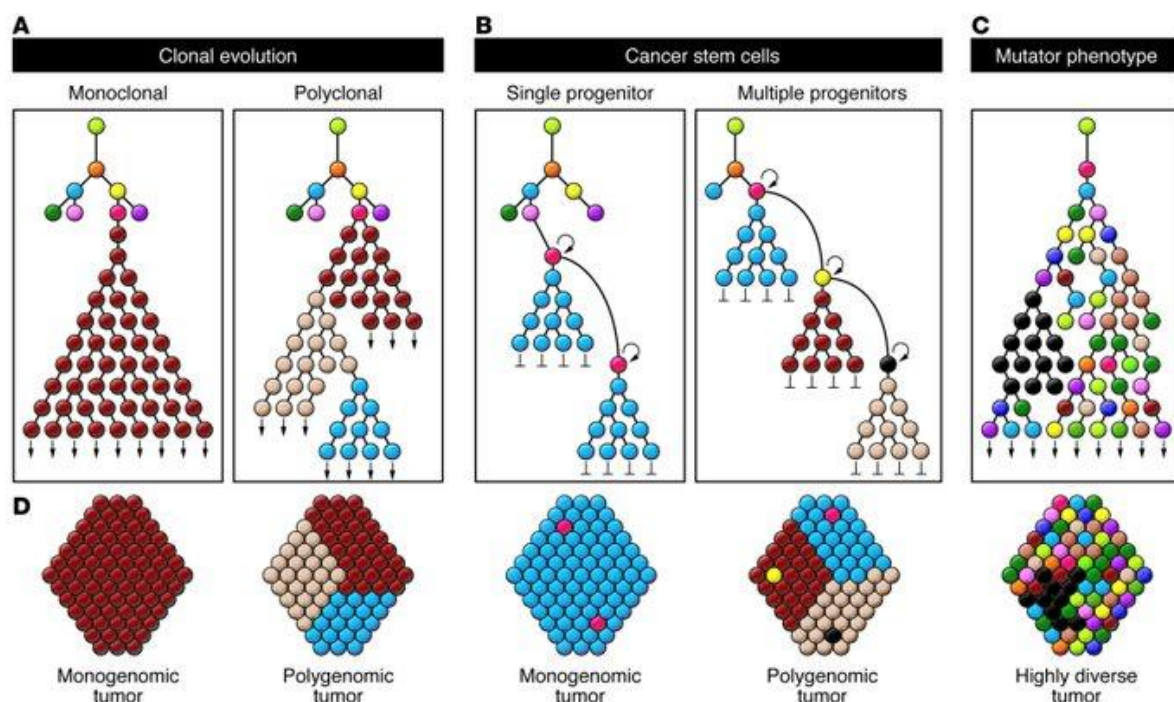 A
B
C
Clonal evolution
Cancer stem cells
Mutator phenotype
Monoclonal
Polyclonal
Single progenitor
Multiple progenitors
D
Monogenomic
tumor
Polygenomic
tumor
Monogenomic
tumor
Polygenomic
tumor
Highly diverse
tumor